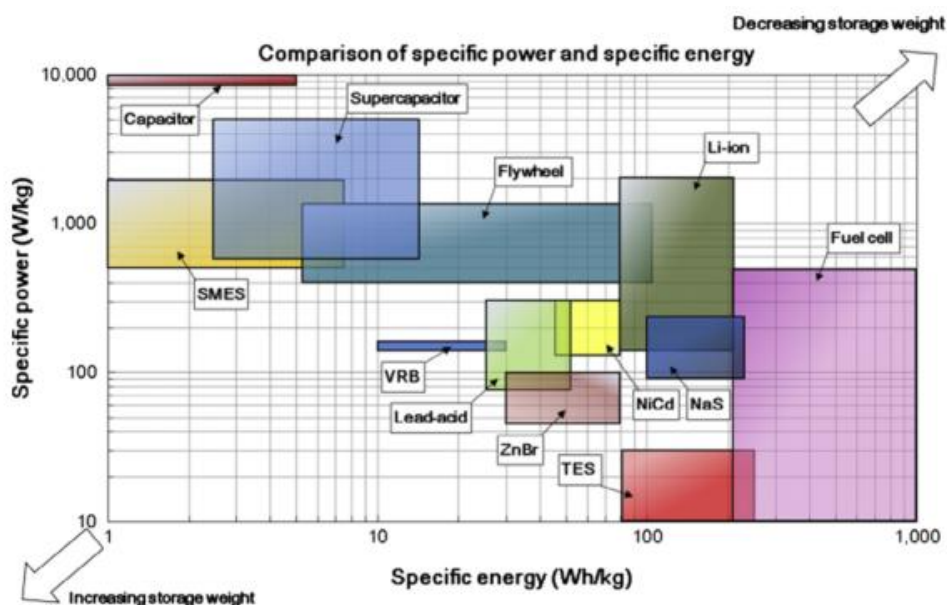 Decreasing storage weight
Comparison of specific power and specific energy
10,000
Capacitor
Supercapacitor
Li-ion
Flywheel
1,000
Fuel cell
SMES
Specific power (W/kg)
VRB
100
Lead-acid
NiCd
NaS
ZnBr
TES
10
1
10
100
1,000
Specific energy (Wh/kg)
Increasing storage weight